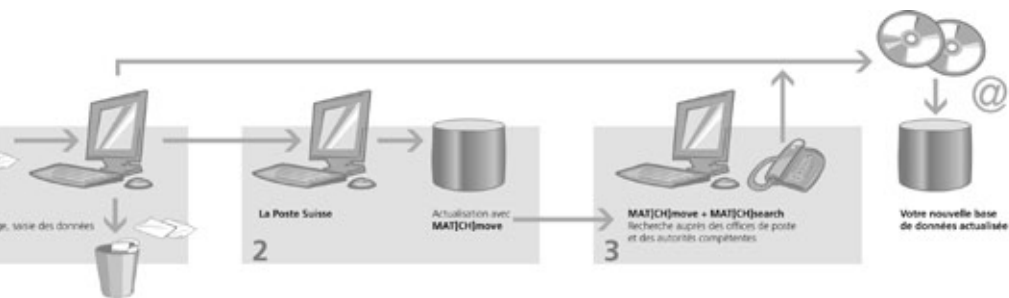 saisie des données
2
La Poste Suisse
Actualisation avec
MAT[CH]move
3
MAT[CH]move + MAT[CH]search
Recherche auprès des offices de poste
et des autorités compétentes
@
Votre nouvelle base
de données actualisée